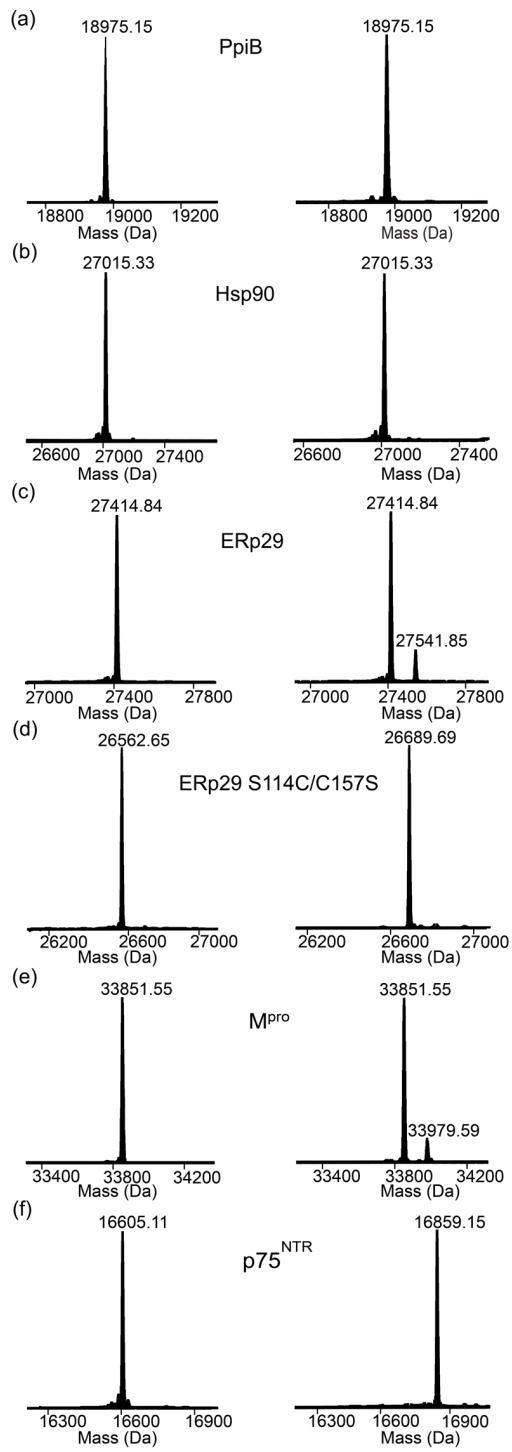 (a)
18975.15 PpiB 18975.15
18800 19000 19200 18800 19000 19200
Mass (Da) Mass (Da)
(b)
27015.33 Hsp90 27015.33
26600 27000 27400 26600 27000 27400
Mass (Da) Mass (Da)
(c)
27414.84 ERp29 27414.84
27541.85
27000 27400 27800 27000 27400 27800
Mass (Da) Mass (Da)
(d)
26562.65 26689.69
ERp29 S114C/C157S
26200 26600 27000 26200 26600 27000
Mass (Da) Mass (Da)
(e)
33851.55 Mpro 33851.55
33979.59
33400 33800 34200 33400 33800 34200
Mass (Da) Mass (Da)
(f)
16605.11 p75NTR 16859.15
16300 16600 16900 16300 16600 16900
Mass (Da) Mass (Da)